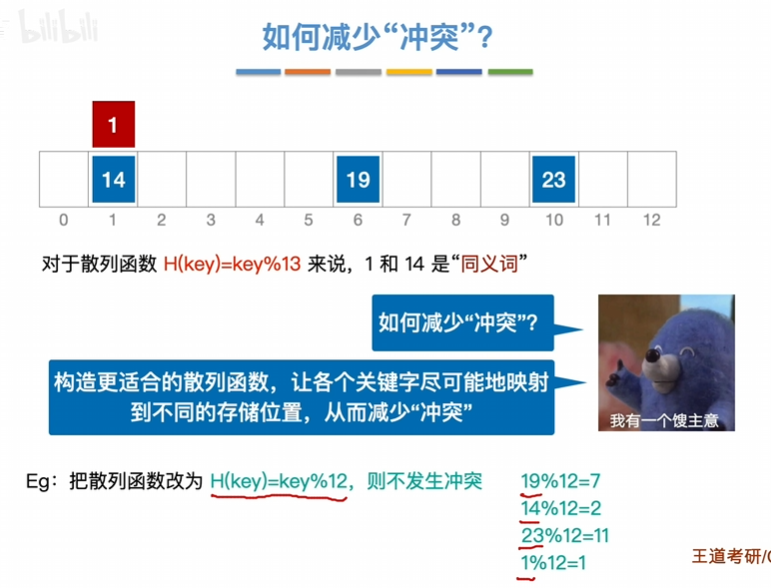 bilibili
如何减少“冲突”?
1
14 19 23
0 1 2 3 4 5 6 7 8 9 10 11 12
对于散列函数 H(key)=key%13 来说，1 和 14 是“同义词”
如何减少“冲突”?
构造更适合的散列函数，让各个关键字尽可能地映射
到不同的存储位置，从而减少“冲突”
我有一个馊主意
Eg：把散列函数改为 H(key)=key%12，则不发生冲突
19%12=7
14%12=2
23%12=11
1%12=1
王道考研/